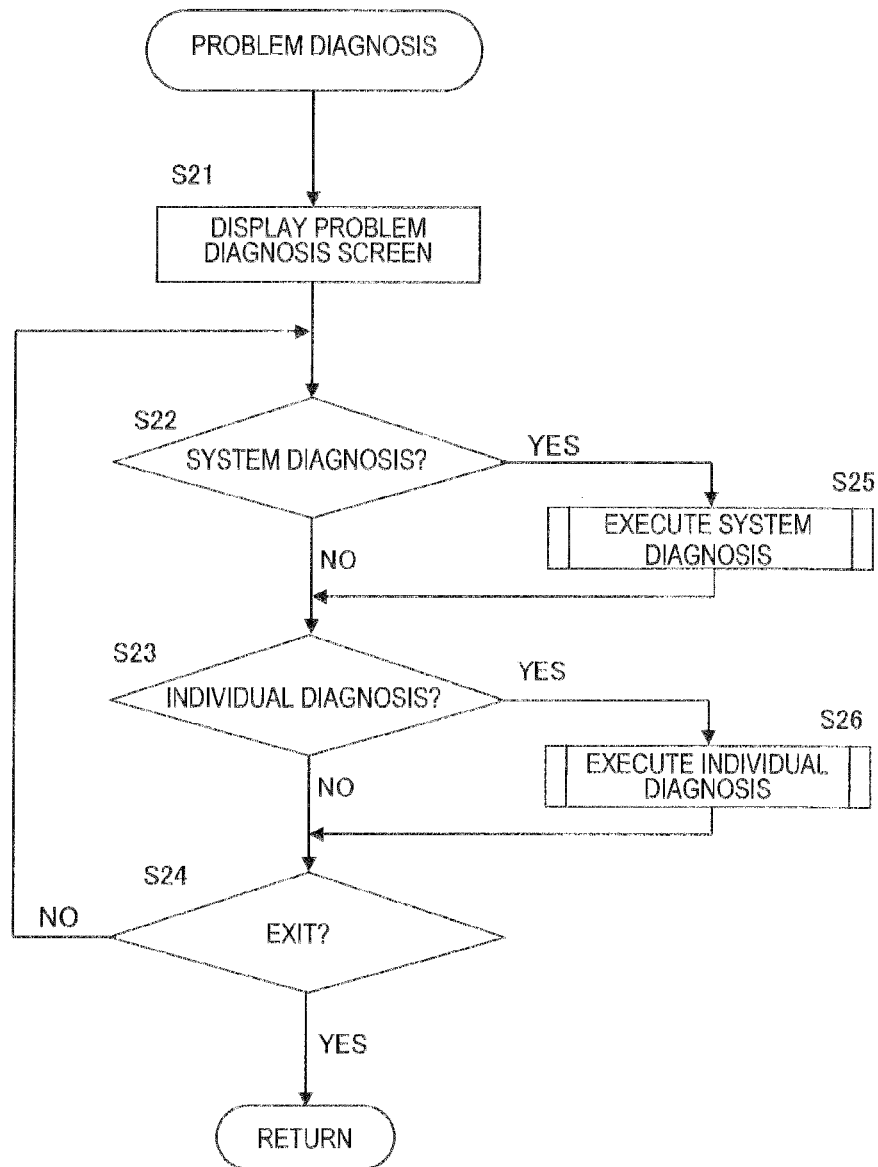 PROBLEM DIAGNOSIS
S21
DISPLAY PROBLEM
DIAGNOSIS SCREEN
S22
SYSTEM DIAGNOSIS?
YES
S25
EXECUTE SYSTEM
DIAGNOSIS
NO
S23
INDIVIDUAL DIAGNOSIS?
YES
S26
EXECUTE INDIVIDUAL
DIAGNOSIS
NO
S24
EXIT?
NO
YES
RETURN